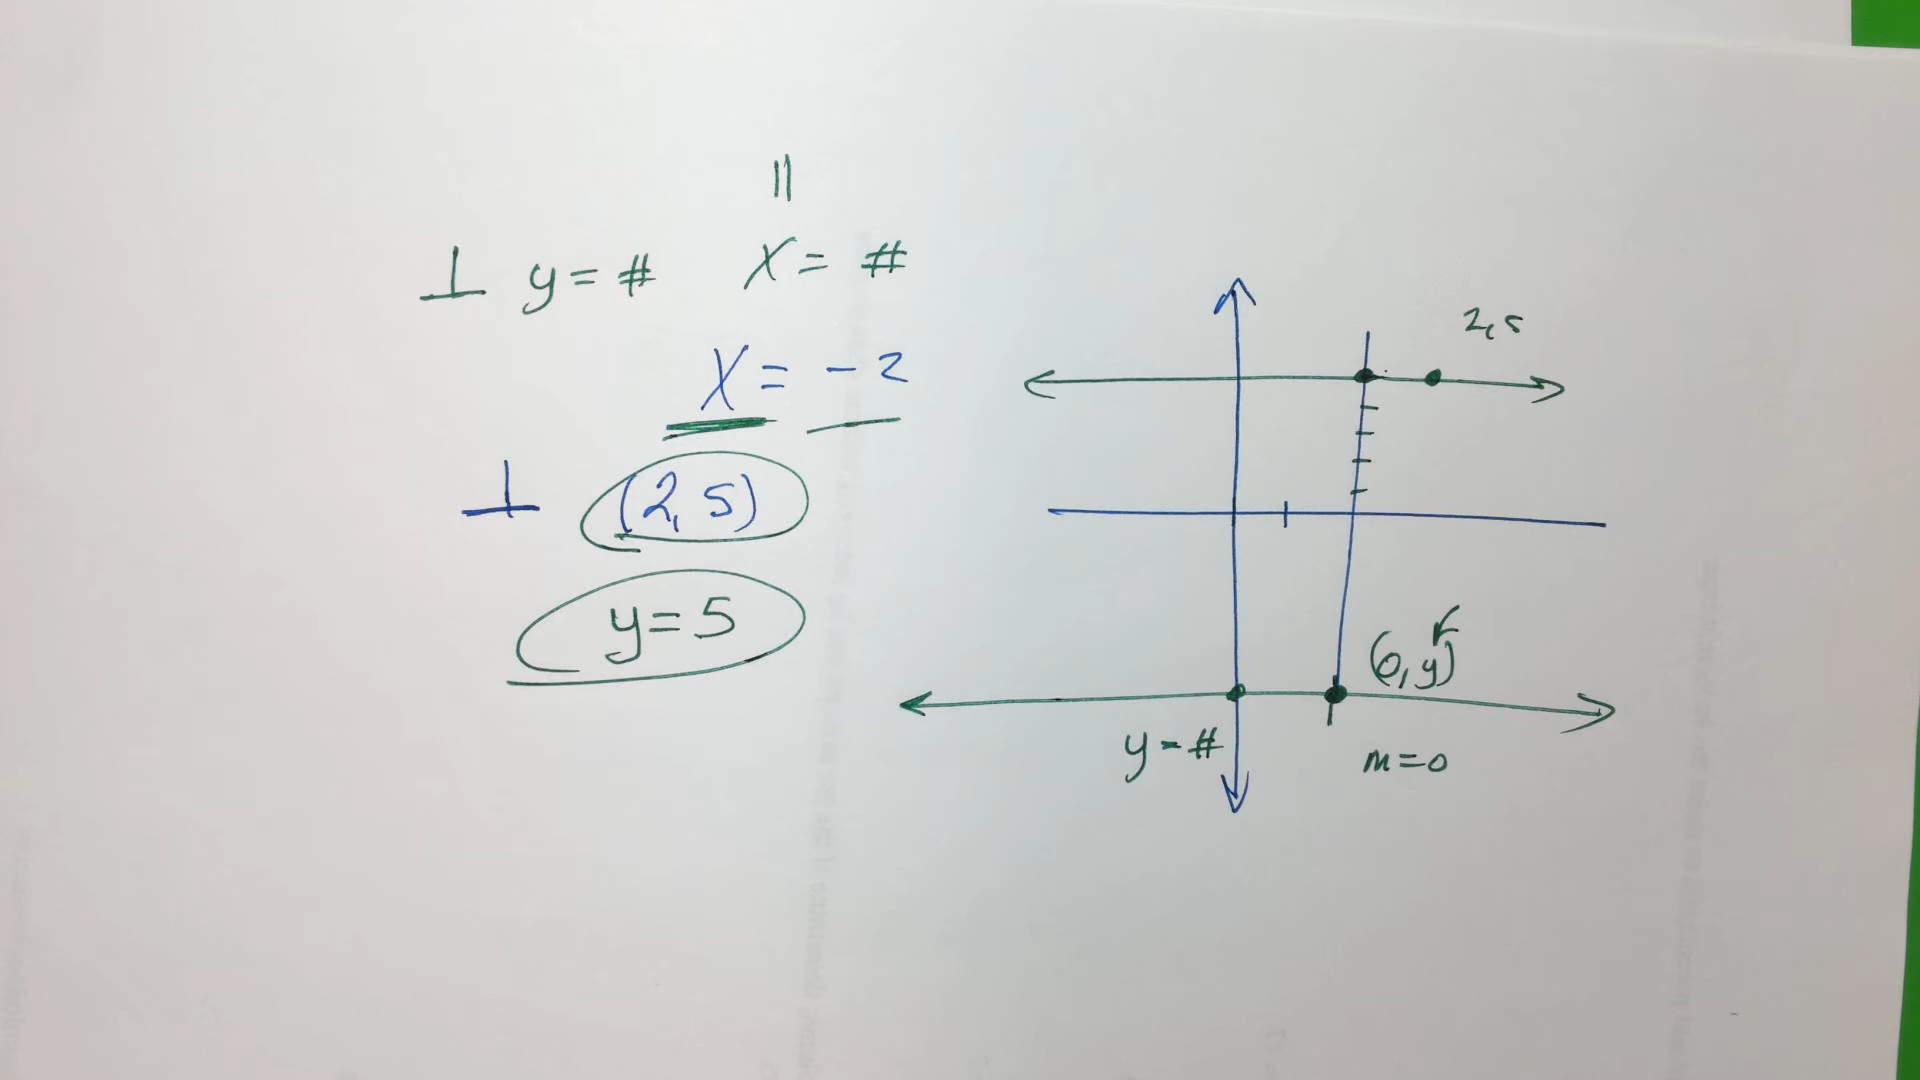 ||
⊥ y = # x = #
x = - 2
⊥ (2, 5)
y = 5
2, 5
(0, y)
y = #
m = 0